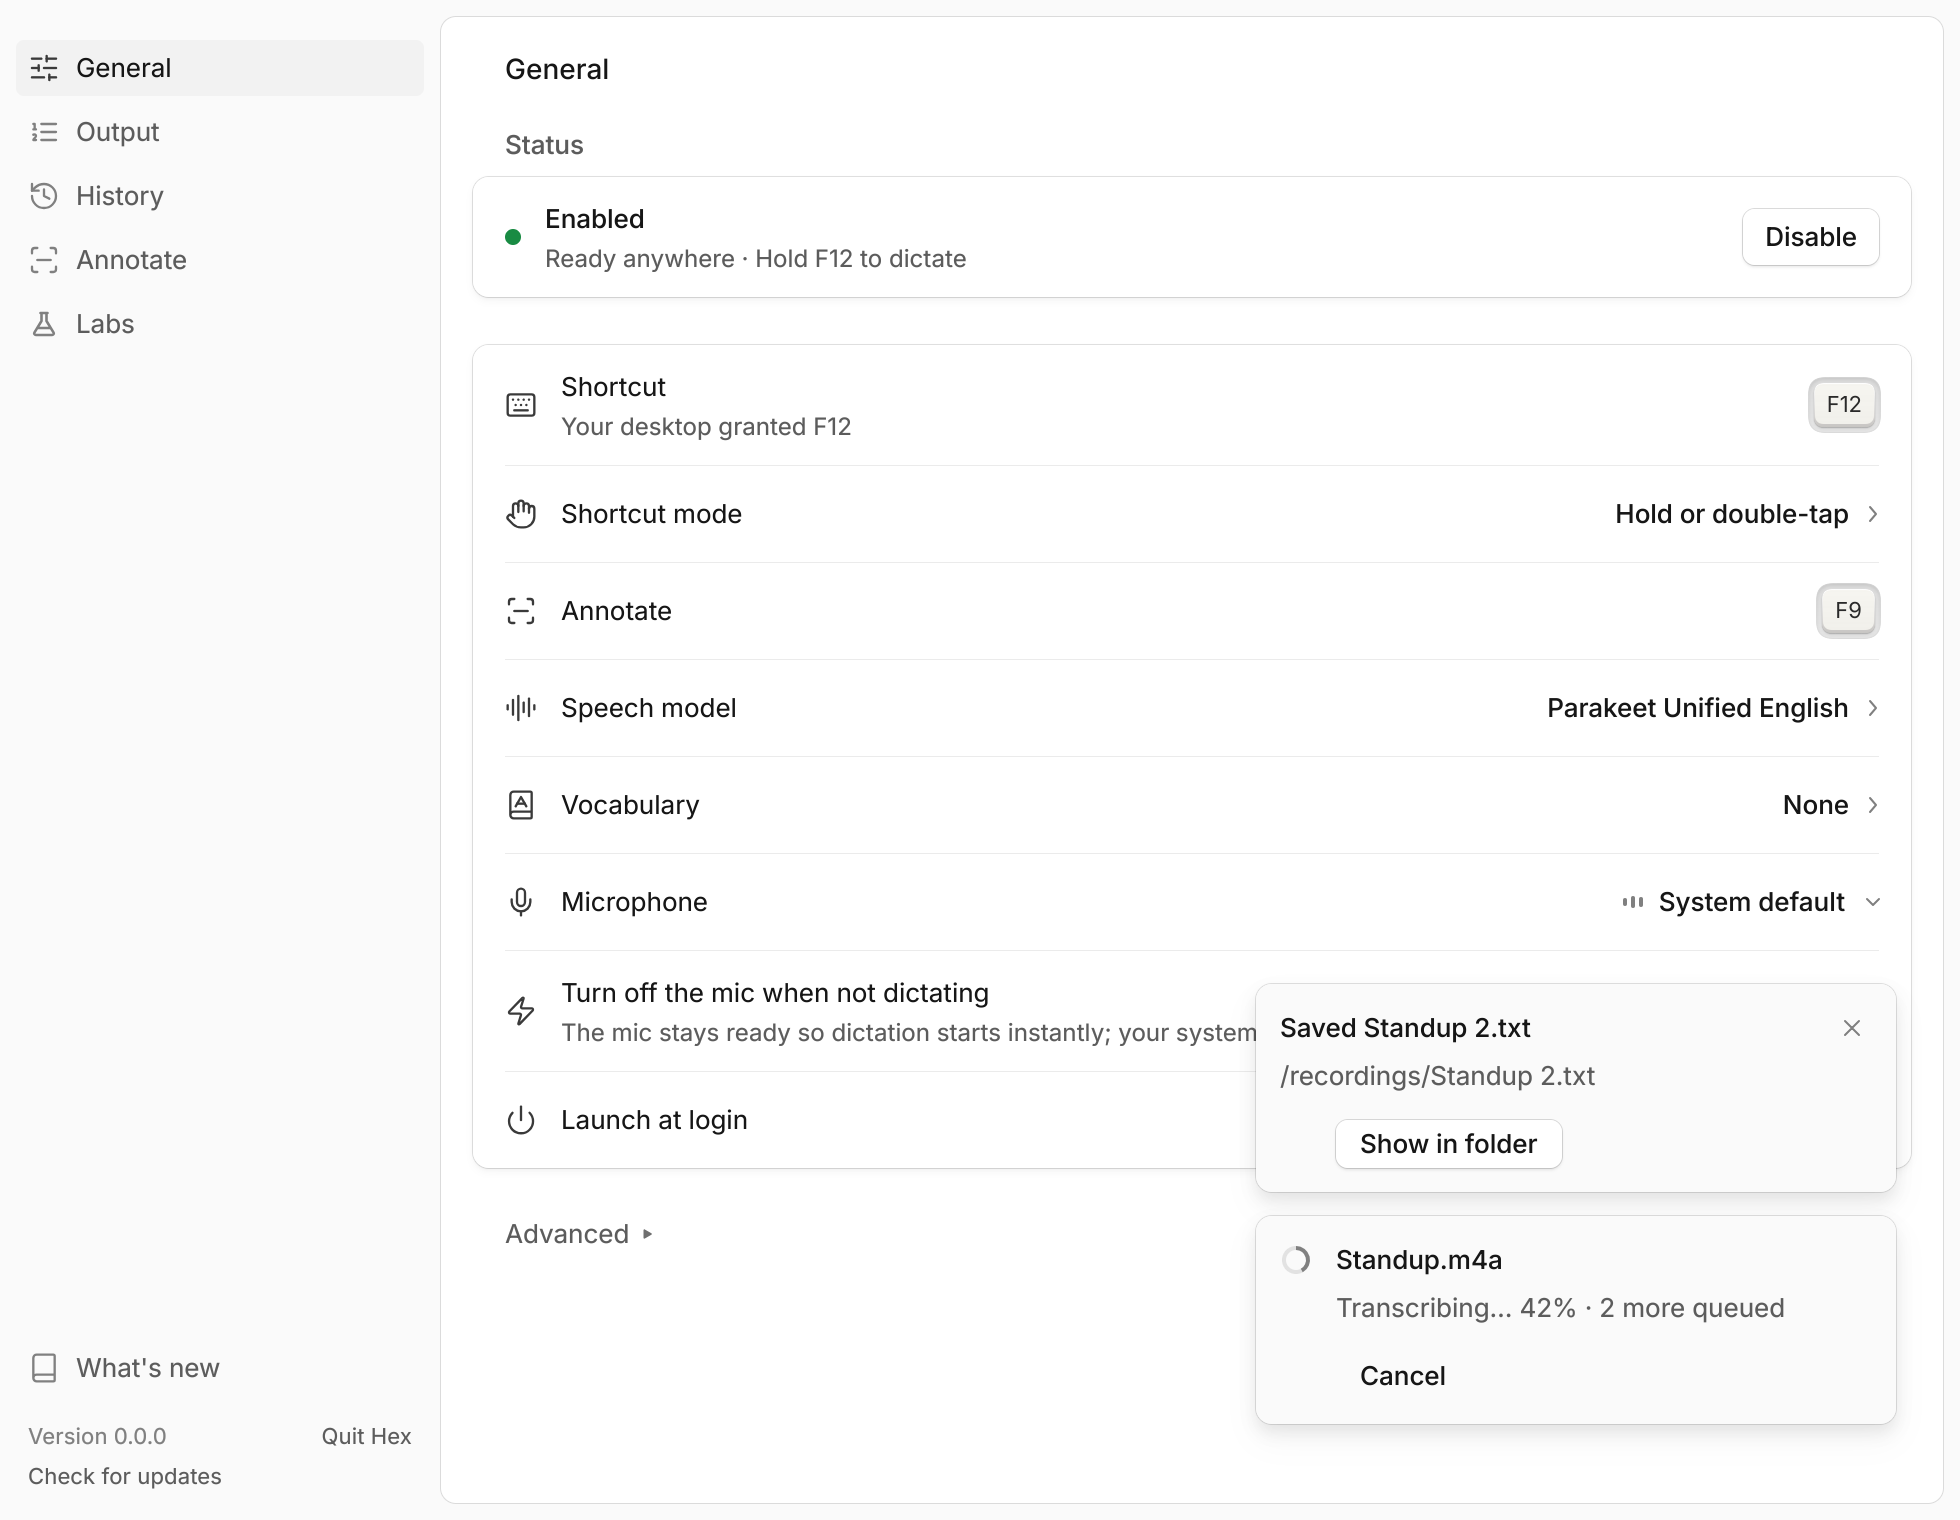 General
Output
History
Annotate
Labs
What's new
Version 0.0.0
Quit Hex
Check for updates
General
Status
Enabled
Ready anywhere · Hold F12 to dictate
Disable
Shortcut
Your desktop granted F12
F12
Shortcut mode
Hold or double-tap
Annotate
F9
Speech model
Parakeet Unified English
Vocabulary
None
Microphone
System default
Turn off the mic when not dictating
The mic stays ready so dictation starts instantly; your system
Launch at login
Advanced
Saved Standup 2.txt
/recordings/Standup 2.txt
Show in folder
Standup.m4a
Transcribing... 42% · 2 more queued
Cancel